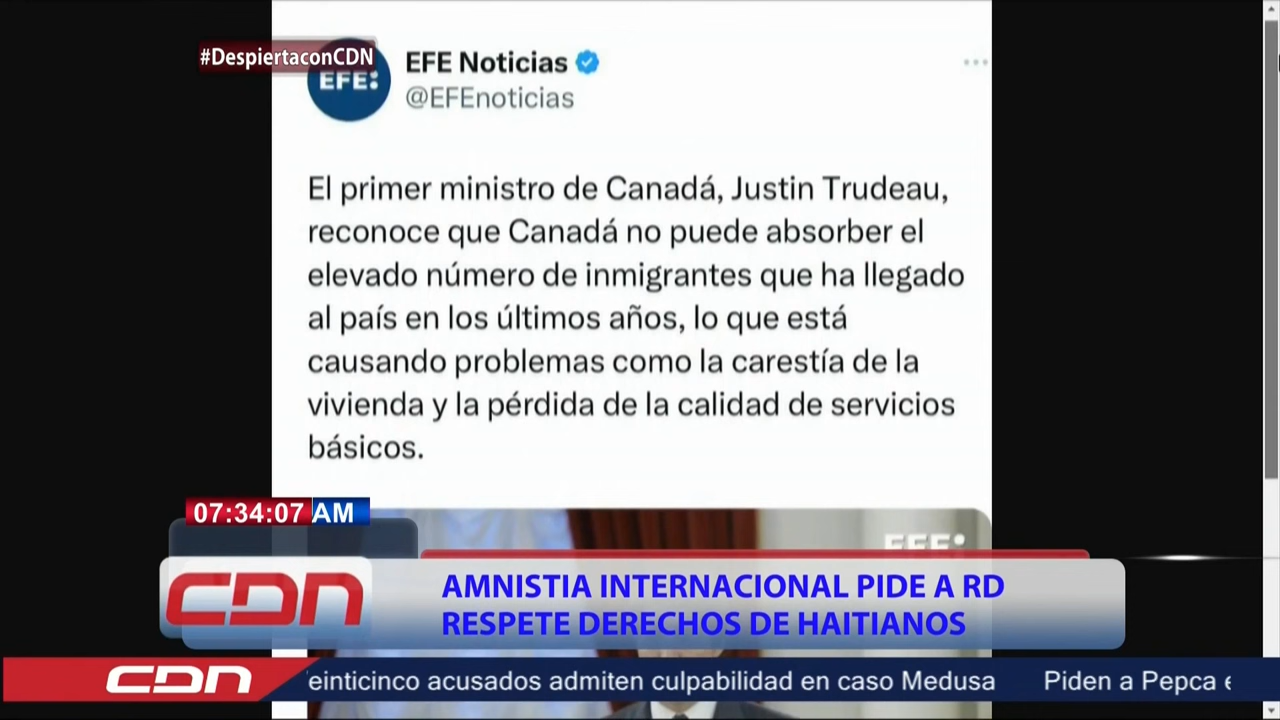 #DespiertaconCDN
EFE:
EFE Noticias
@EFEnoticias
El primer ministro de Canadá, Justin Trudeau,
reconoce que Canadá no puede absorber el
elevado número de inmigrantes que ha llegado
al país en los últimos años, lo que está
causando problemas como la carestía de la
vivienda y la pérdida de la calidad de servicios
básicos.
07:34:07 AM
EFE:
CDN
AMNISTIA INTERNACIONAL PIDE A RD
RESPETE DERECHOS DE HAITIANOS
CDN
einticinco acusados admiten culpabilidad en caso Medusa Piden a Pepca